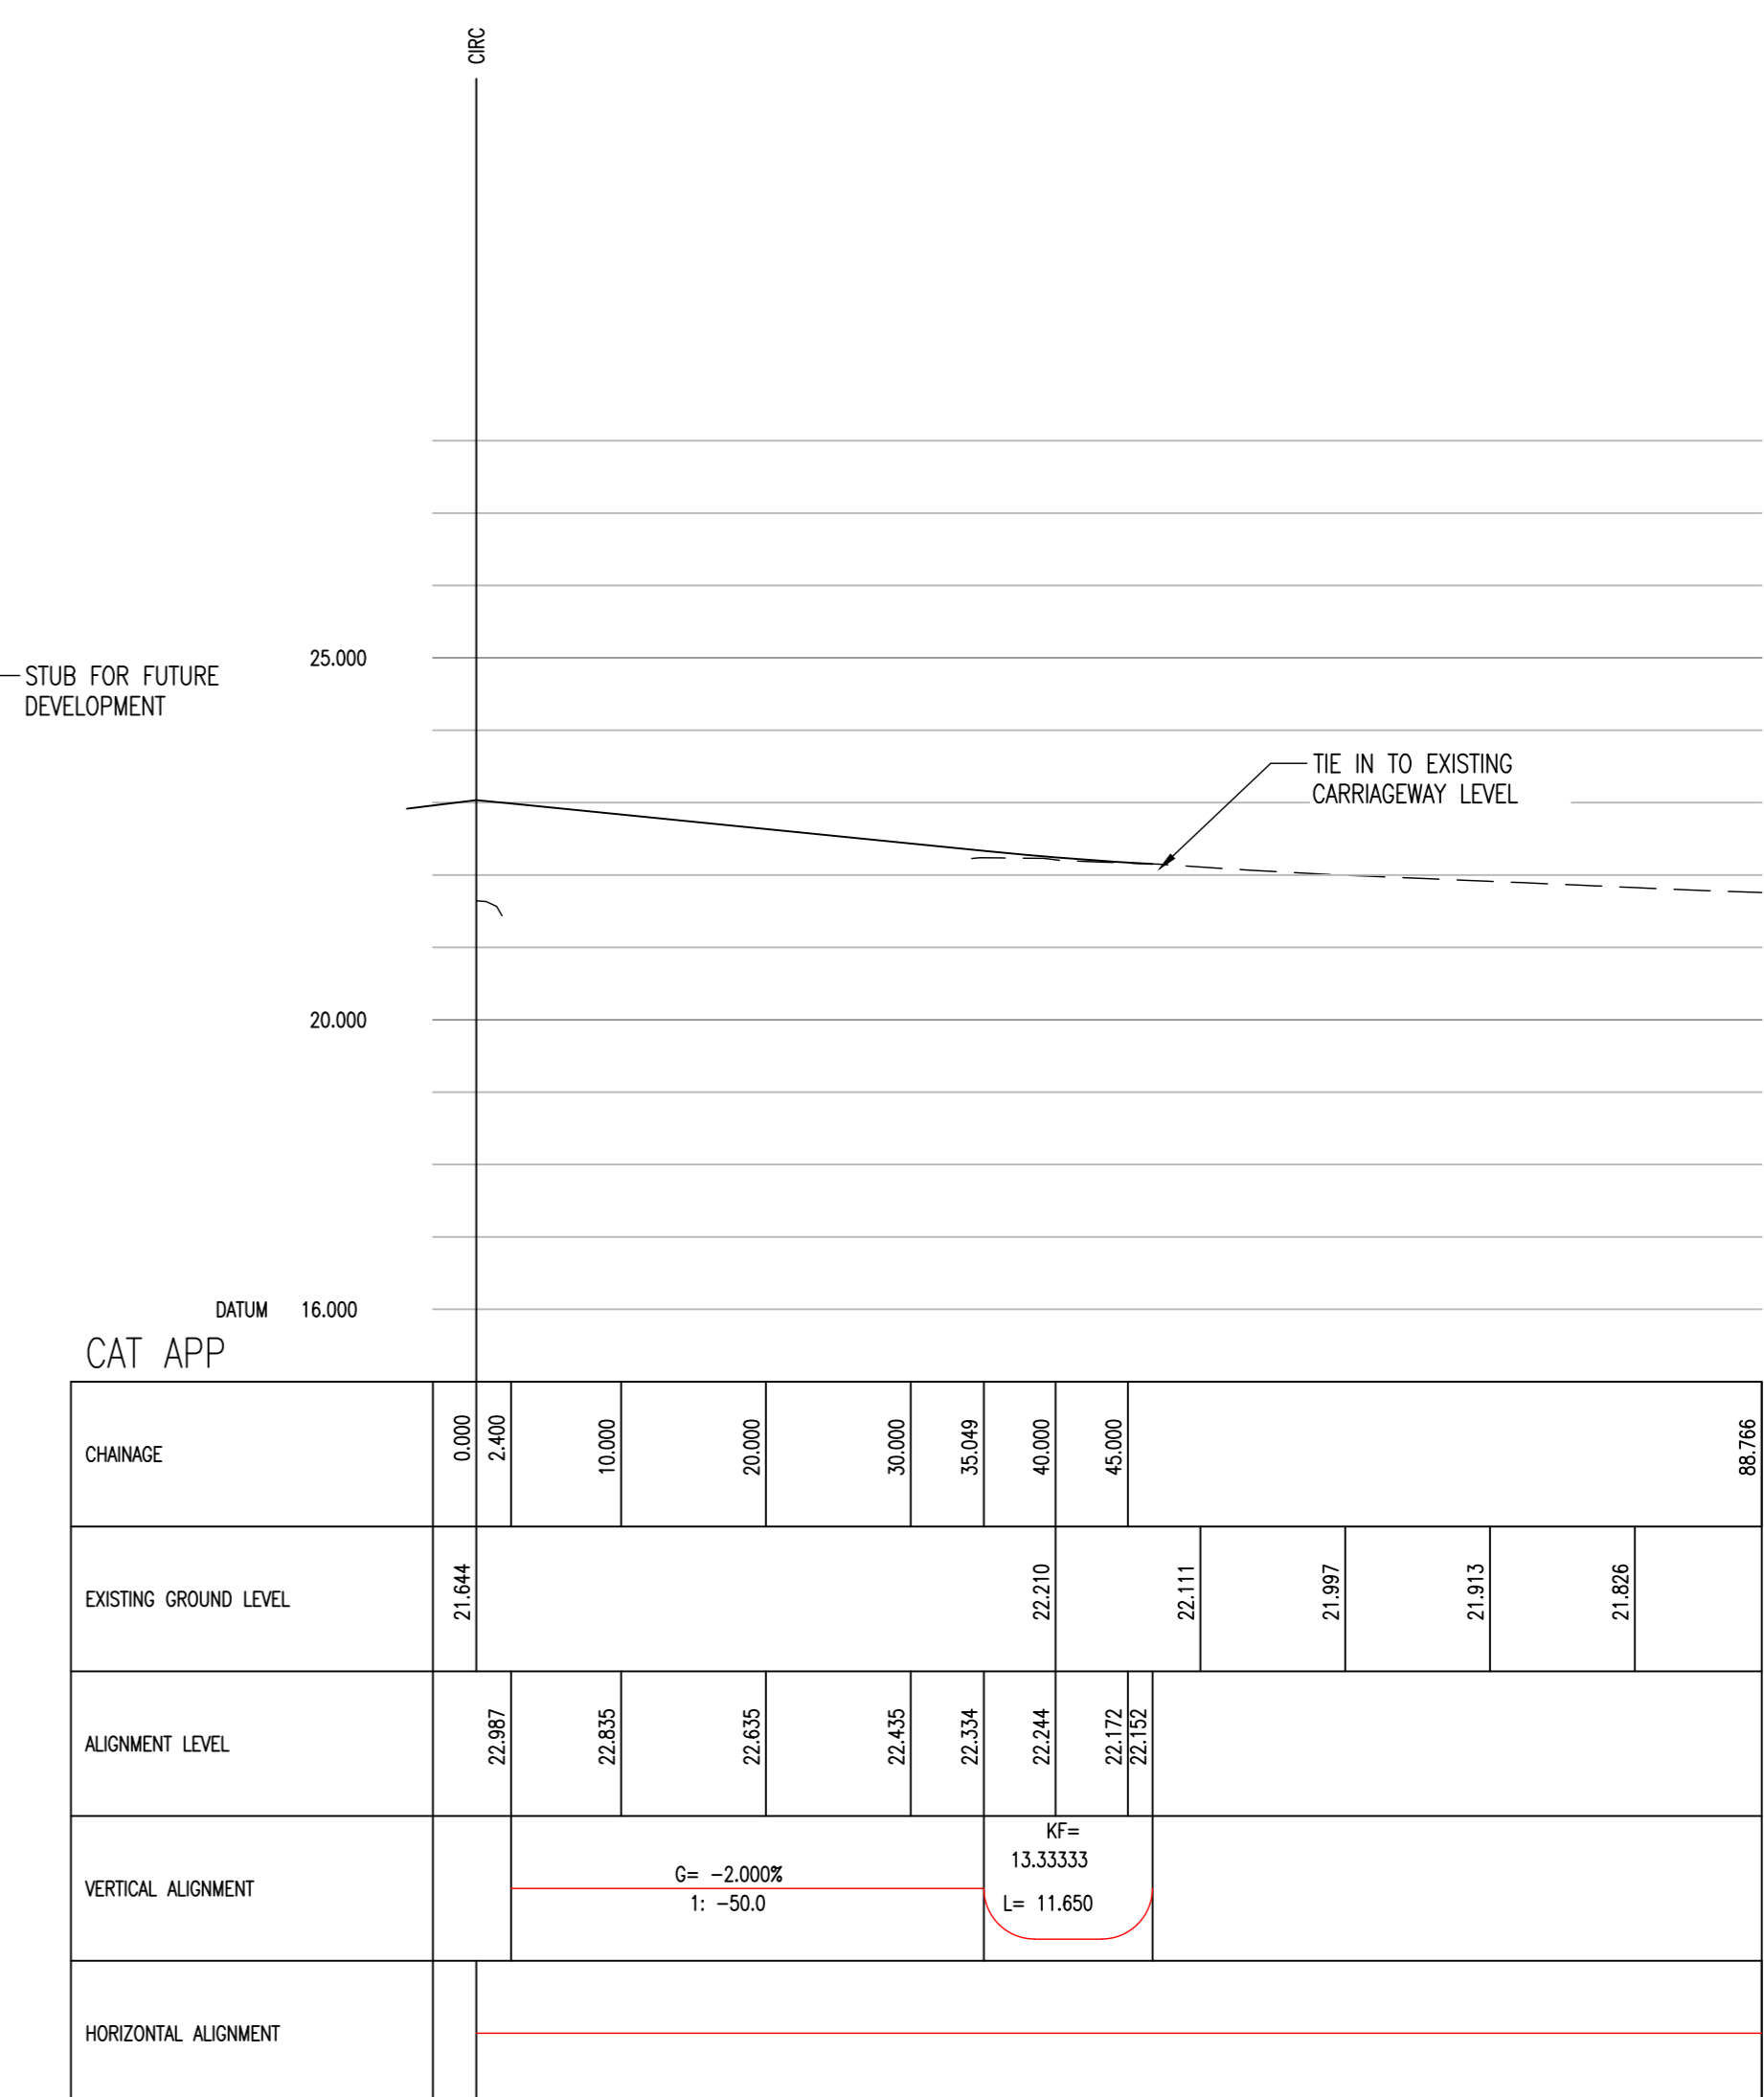 CIRC
25.000
STUB FOR FUTURE
DEVELOPMENT
TIE IN TO EXISTING
CARRIAGEWAY LEVEL
20.000
DATUM 16.000
CAT APP
CHAINAGE 0.000 2.400 10.000 20.000 30.000 35.049 40.000 45.000 88.766
EXISTING GROUND LEVEL 21.644 22.210 22.111 21.997 21.913 21.826
ALIGNMENT LEVEL 22.987 22.835 22.635 22.435 22.334 22.244 22.172 22.152
VERTICAL ALIGNMENT
G= -2.000%
1: -50.0
KF=
13.33333
L= 11.650
HORIZONTAL ALIGNMENT